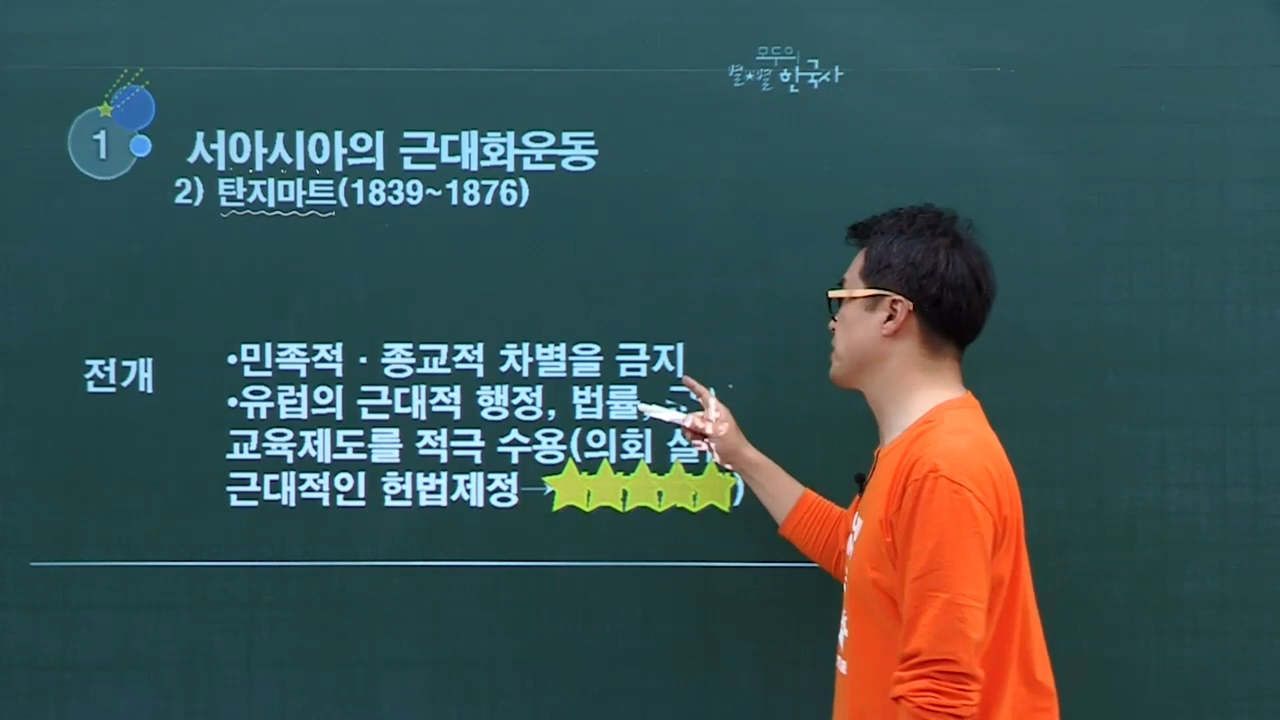 모두의
별★별 한국사
1
서아시아의 근대화운동
2) 탄지마트(1839~1876)
전개
•민족적 · 종교적 차별을 금지
•유럽의 근대적 행정, 법률,
교육제도를 적극 수용(의회
근대적인 헌법제정→ )